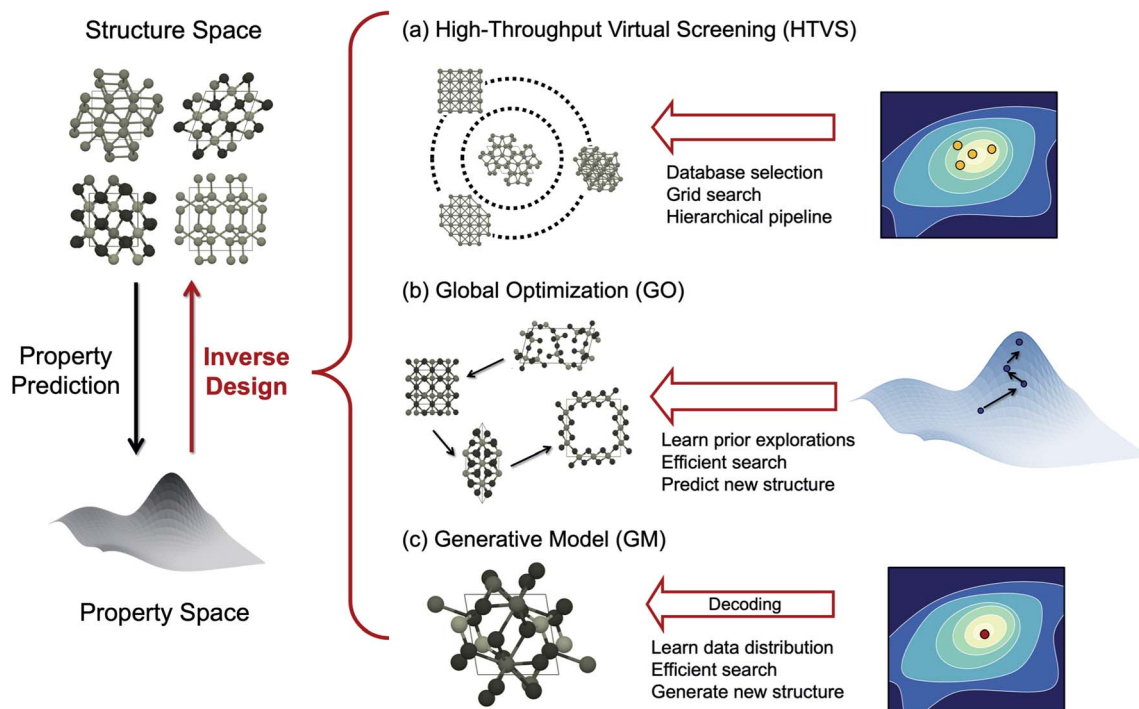 Structure Space
Property
Prediction
Inverse
Design
Property Space
(a) High-Throughput Virtual Screening (HTVS)
Database selection
Grid search
Hierarchical pipeline
(b) Global Optimization (GO)
Learn prior explorations
Efficient search
Predict new structure
(c) Generative Model (GM)
Decoding
Learn data distribution
Efficient search
Generate new structure